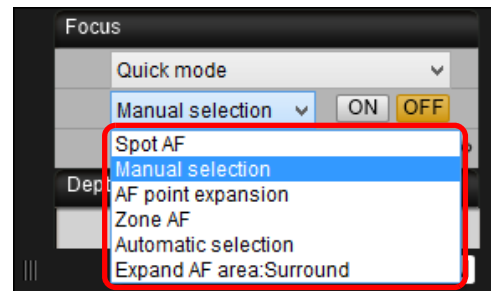 Focus
Quick mode
Manual selection ON OFF
Spot AF
Manual selection
Dept
AF point expansion
Zone AF
Automatic selection
Expand AF area:Surround